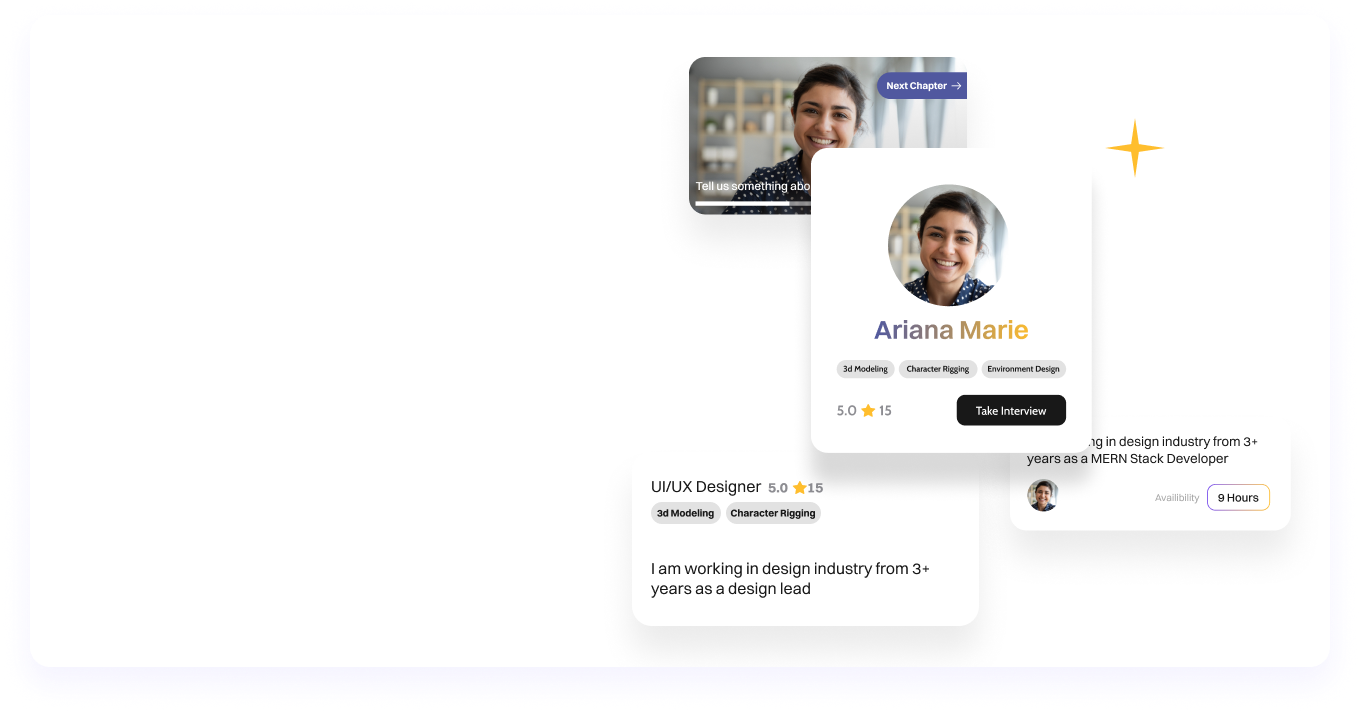 Next Chapter
Tell us something abo
Ariana Marie
3d Modeling Character Rigging Environment Design
5.0 15
Take Interview
ng in design industry from 3+
years as a MERN Stack Developer
Availibility 9 Hours
UI/UX Designer 5.0 15
3d Modeling Character Rigging
I am working in design industry from 3+
years as a design lead